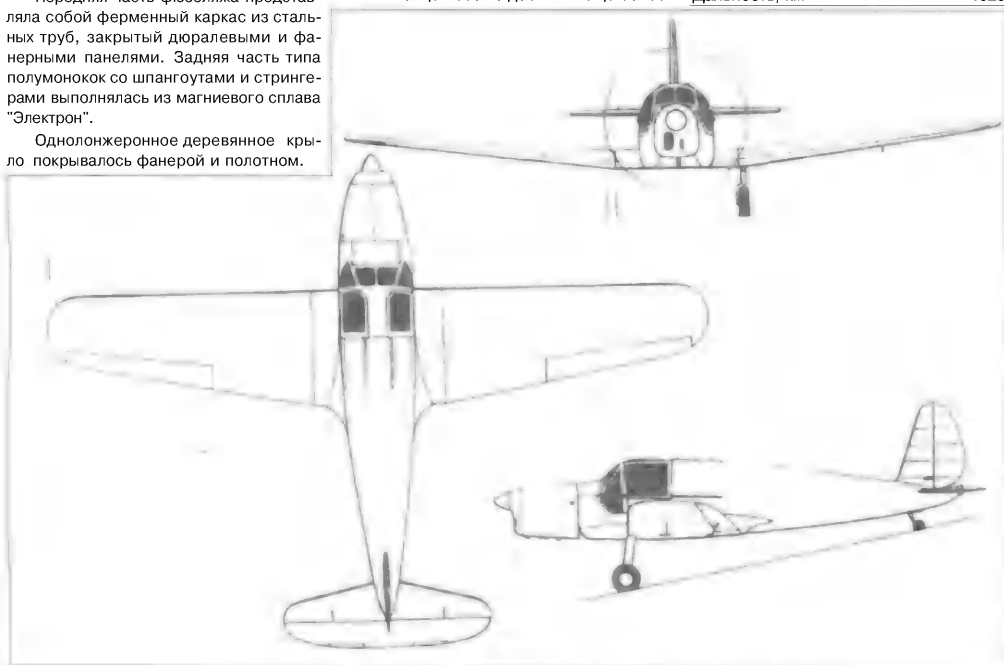 ляла собой ферменный каркас из сталь-
ных труб, закрытый дюралевыми и фа-
нерными панелями. Задняя часть типа
полумонокок со шпангоутами и стринге-
рами выполнялась из магниевого сплава
"Электрон".
Однолонжеронное деревянное кры-
ло покрывалось фанерой и полотном.